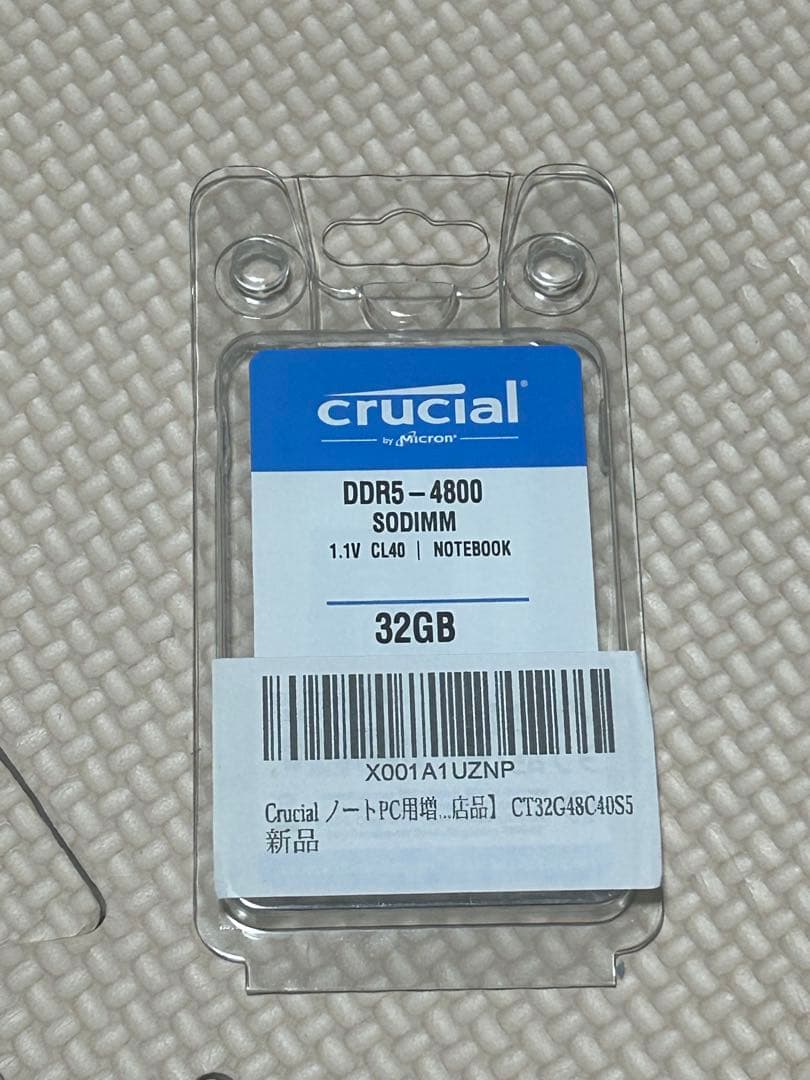 crucial®
by Micron®
DDR5-4800
SODIMM
1.1V CL40 | NOTEBOOK
32GB
X001A1UZNP
Crucial ノートPC用増...店品】 CT32G48C40S5
新品